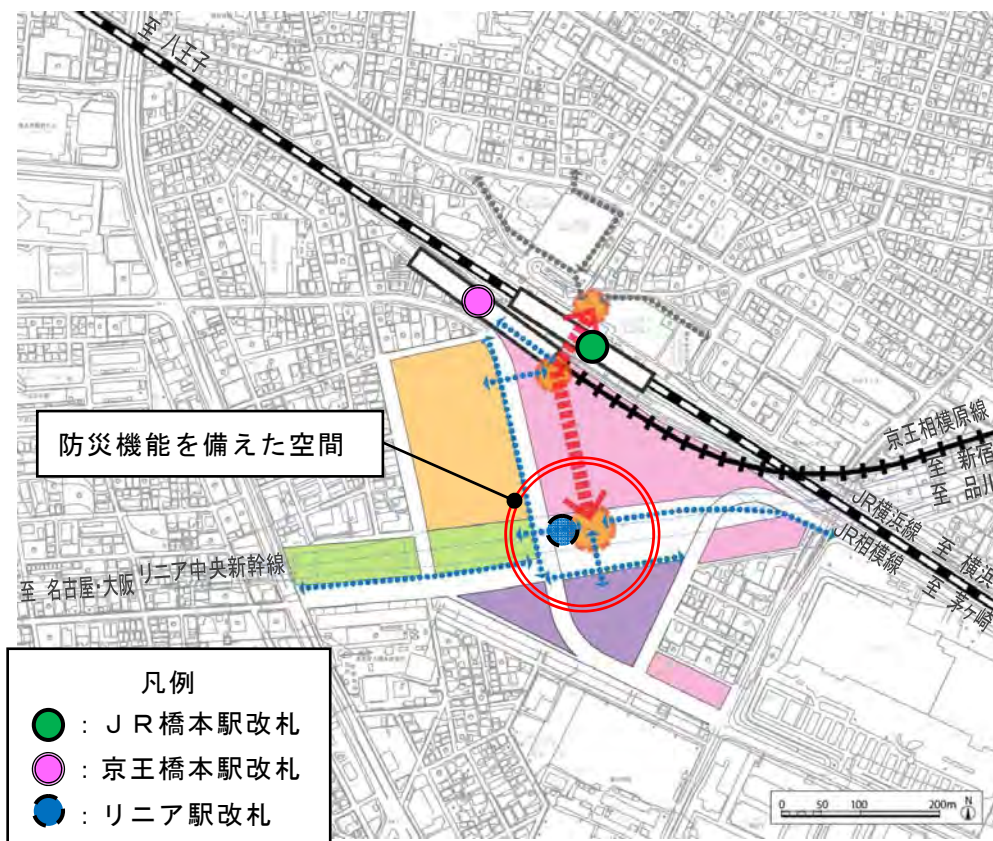 至 八王子
防災機能を備えた空間
京王相模原線
至 新宿
至 品川
JR横浜線
至 横浜
JR相模線
至 茅ケ崎
リニア中央新幹線
至 名古屋・大阪
凡例
：ＪＲ橋本駅改札
：京王橋本駅改札
：リニア駅改札
0 50 100 200m
N